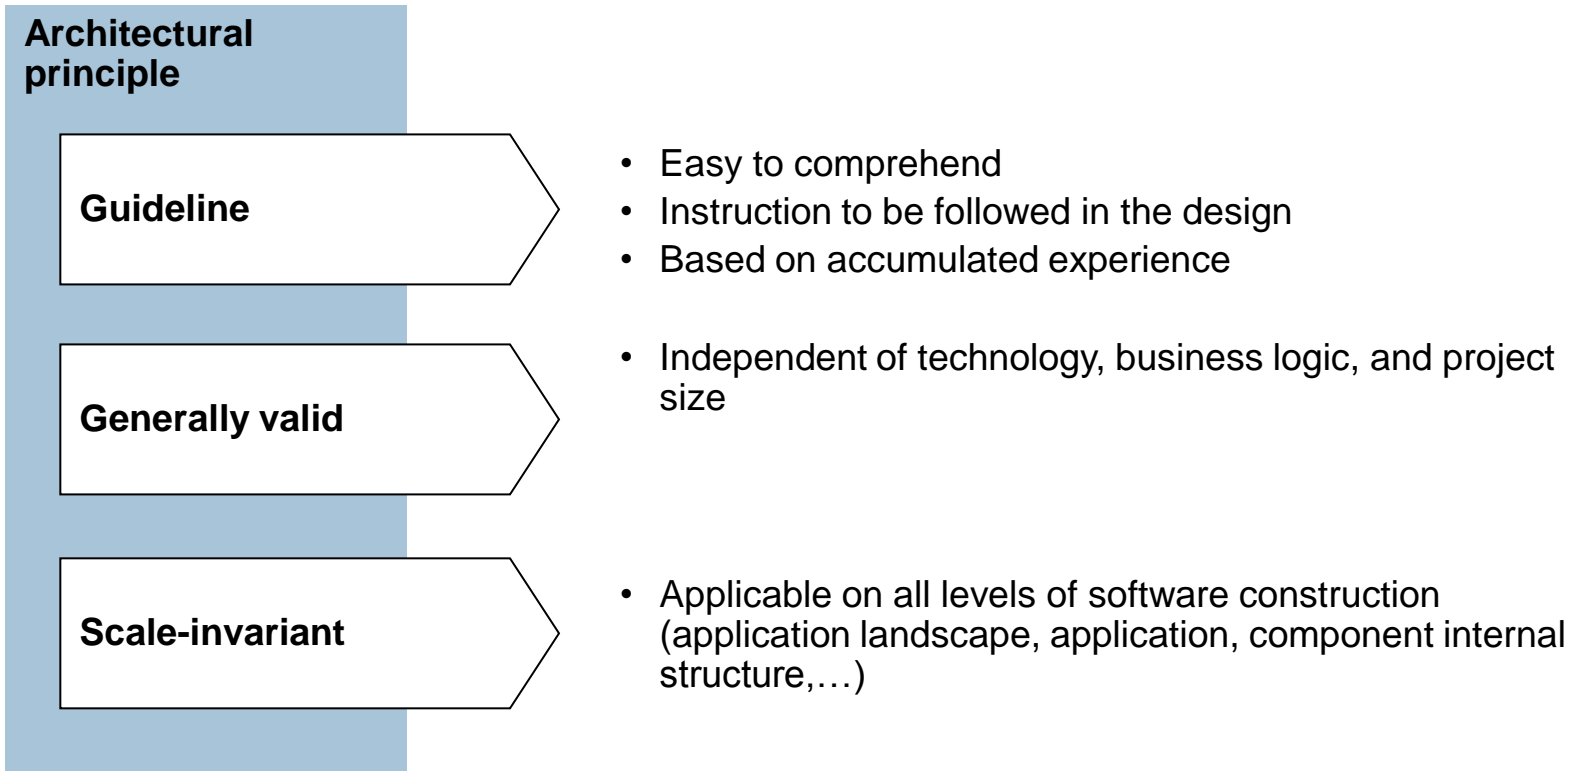 Architectural
principle
Guideline
• Easy to comprehend
• Instruction to be followed in the design
• Based on accumulated experience
Generally valid
• Independent of technology, business logic, and project
size
Scale-invariant
• Applicable on all levels of software construction
(application landscape, application, component internal
structure,…)